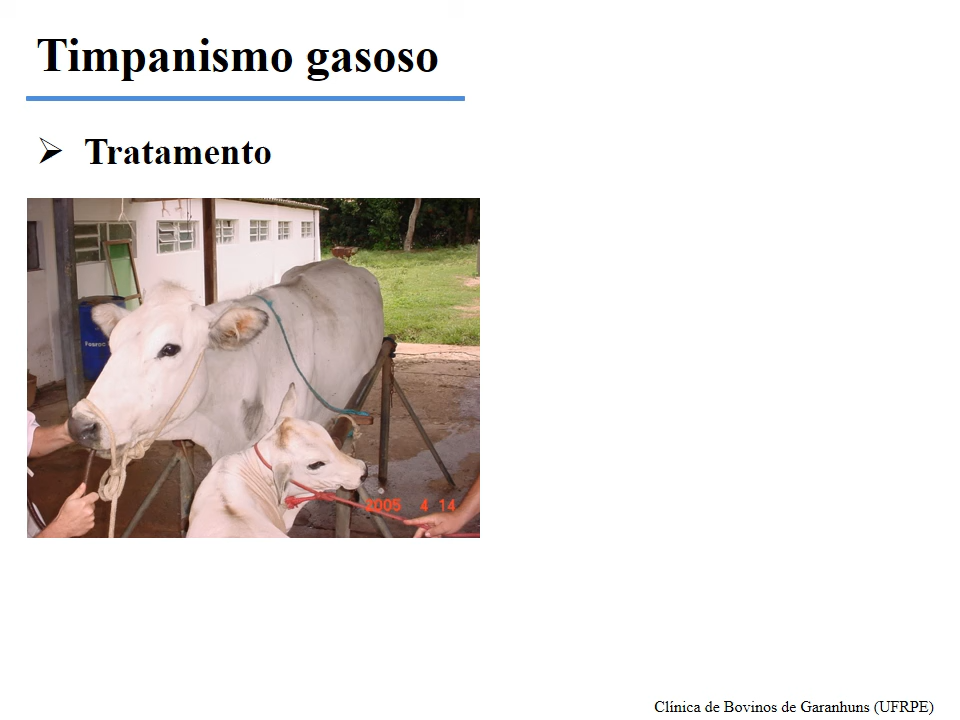 Timpanismo gasoso
➢ Tratamento
2005 4 14
Clínica de Bovinos de Garanhuns (UFRPE)